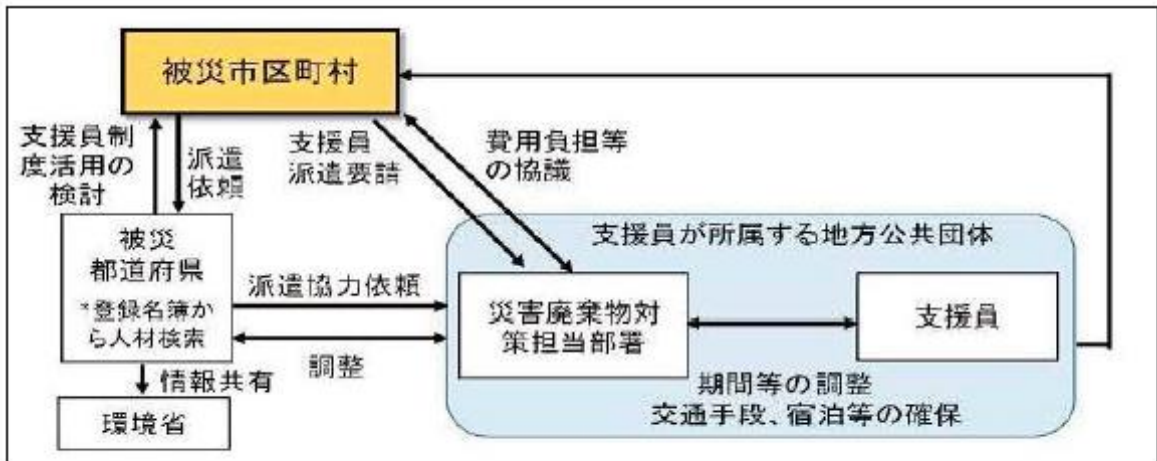 被災市区町村
支援員制
度活用の
検討
派遣
依頼
支援員
派遣要請
費用負担等
の協議
被災
都道府県
*登録名簿か
ら人材検索
派遣協力依頼
調整
情報共有
環境省
支援員が所属する地方公共団体
災害廃棄物対
策担当部署
支援員
期間等の調整
交通手段、宿泊等の確保